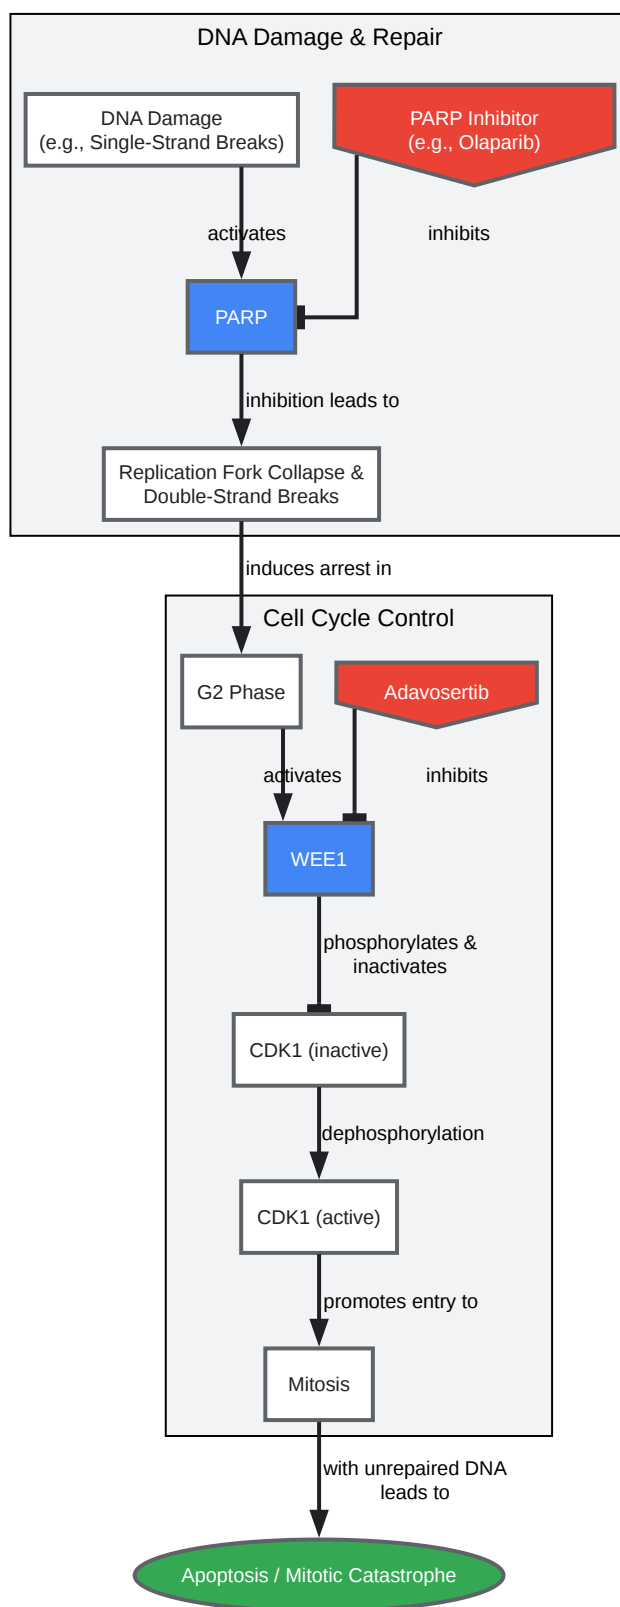 DNA Damage & Repair
DNA Damage
(e.g., Single-Strand Breaks)
PARP Inhibitor
(e.g., Olaparib)
activates
inhibits
PARP
inhibition leads to
Replication Fork Collapse &
Double-Strand Breaks
induces arrest in
Cell Cycle Control
G2 Phase
Adavosertib
activates
inhibits
WEE1
phosphorylates &
inactivates
CDK1 (inactive)
dephosphorylation
CDK1 (active)
promotes entry to
Mitosis
with unrepaired DNA
leads to
Apoptosis / Mitotic Catastrophe